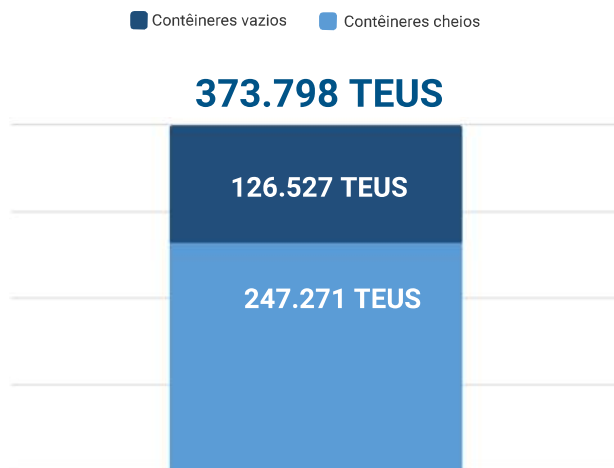 Contêineres vazios
Contêineres cheios
373.798 TEUS
126.527 TEUS
247.271 TEUS